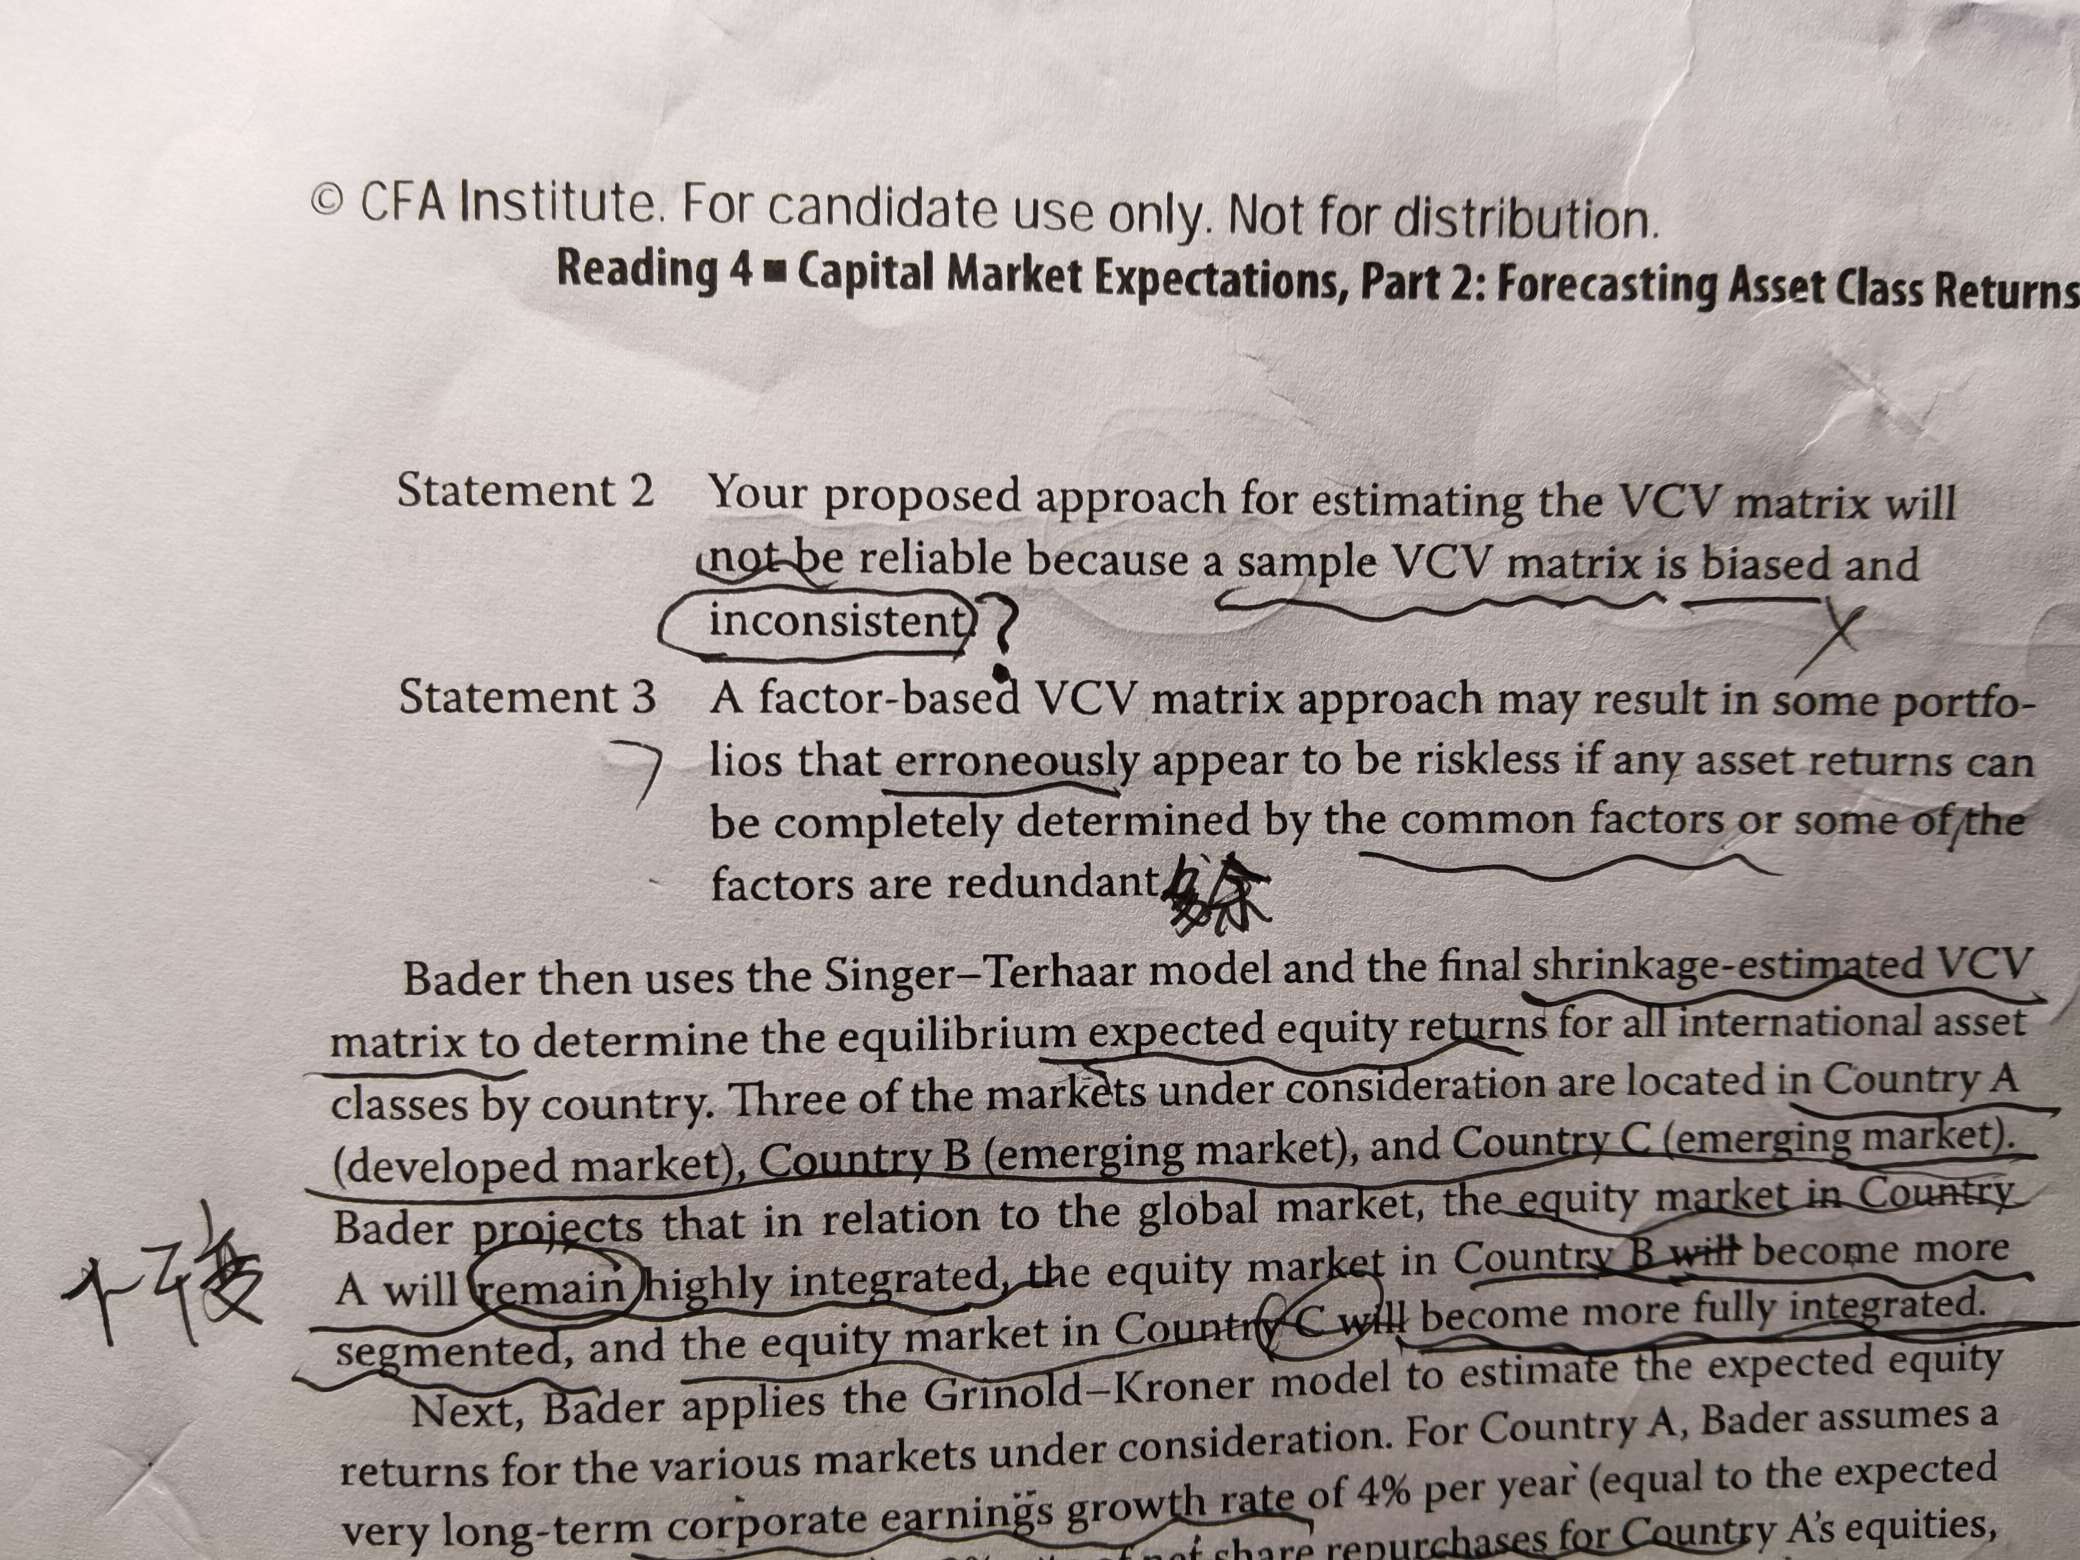 © CFA Institute. For candidate use only. Not for distribution.
Reading 4 ■ Capital Market Expectations, Part 2: Forecasting Asset Class Returns
Statement 2 Your proposed approach for estimating the VCV matrix will
not be reliable because a sample VCV matrix is biased and
inconsistent. ?
Statement 3 A factor-based VCV matrix approach may result in some portfo-
lios that erroneously appear to be riskless if any asset returns can
be completely determined by the common factors or some of the
factors are redundant.
Bader then uses the Singer–Terhaar model and the final shrinkage-estimated VCV
matrix to determine the equilibrium expected equity returns for all international asset
classes by country. Three of the markets under consideration are located in Country A
(developed market), Country B (emerging market), and Country C (emerging market).
Bader projects that in relation to the global market, the equity market in Country
A will remain highly integrated, the equity market in Country B will become more
segmented, and the equity market in Country C will become more fully integrated.
Next, Bader applies the Grinold–Kroner model to estimate the expected equity
returns for the various markets under consideration. For Country A, Bader assumes a
very long-term corporate earnings growth rate of 4% per year (equal to the expected
net share repurchases for Country A's equities,